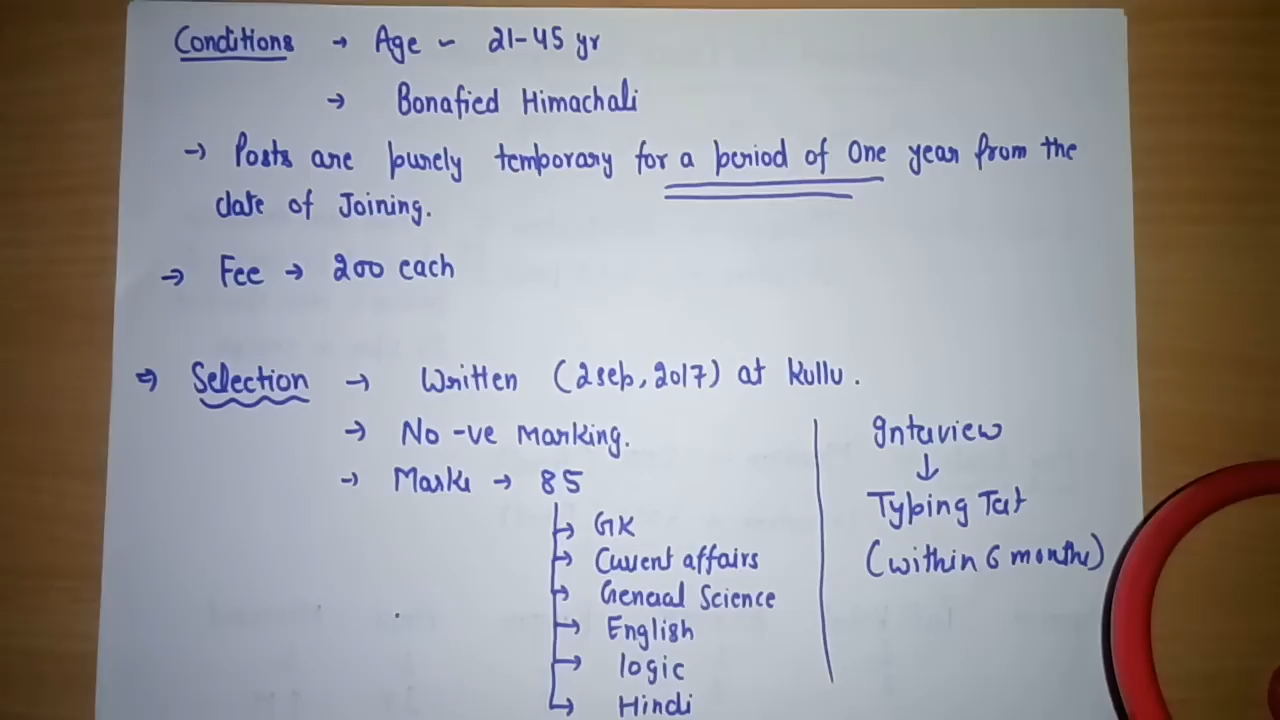 Conditions → Age - 21-45 yr
→ Bonafied Himachali
→ Posts are purely temporary for a period of One year from the
date of Joining.
→ Fee → 200 each
⇒ Selection → Written (2 sep, 2017) at Kullu.
→ No -ve Marking.
→ Marks → 85
→ GK
→ Current affairs
→ General Science
→ English
→ logic
→ Hindi
Interview
↓
Typing Test
(within 6 months)